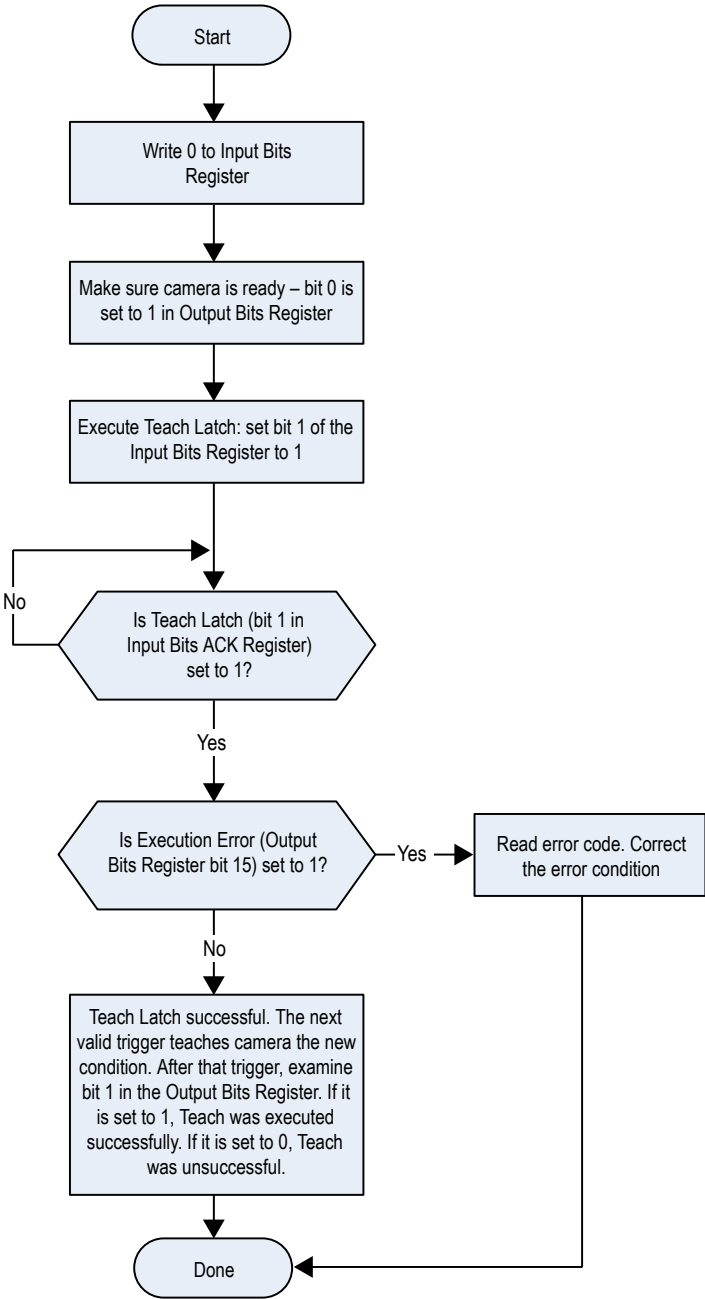 Start
Write 0 to Input Bits
Register
Make sure camera is ready – bit 0 is
set to 1 in Output Bits Register
Execute Teach Latch: set bit 1 of the
Input Bits Register to 1
No
Is Teach Latch (bit 1 in
Input Bits ACK Register)
set to 1?
Yes
Is Execution Error (Output
Bits Register bit 15) set to 1?
Yes
Read error code. Correct
the error condition
No
Teach Latch successful. The next
valid trigger teaches camera the new
condition. After that trigger, examine
bit 1 in the Output Bits Register. If it
is set to 1, Teach was executed
successfully. If it is set to 0, Teach
was unsuccessful.
Done